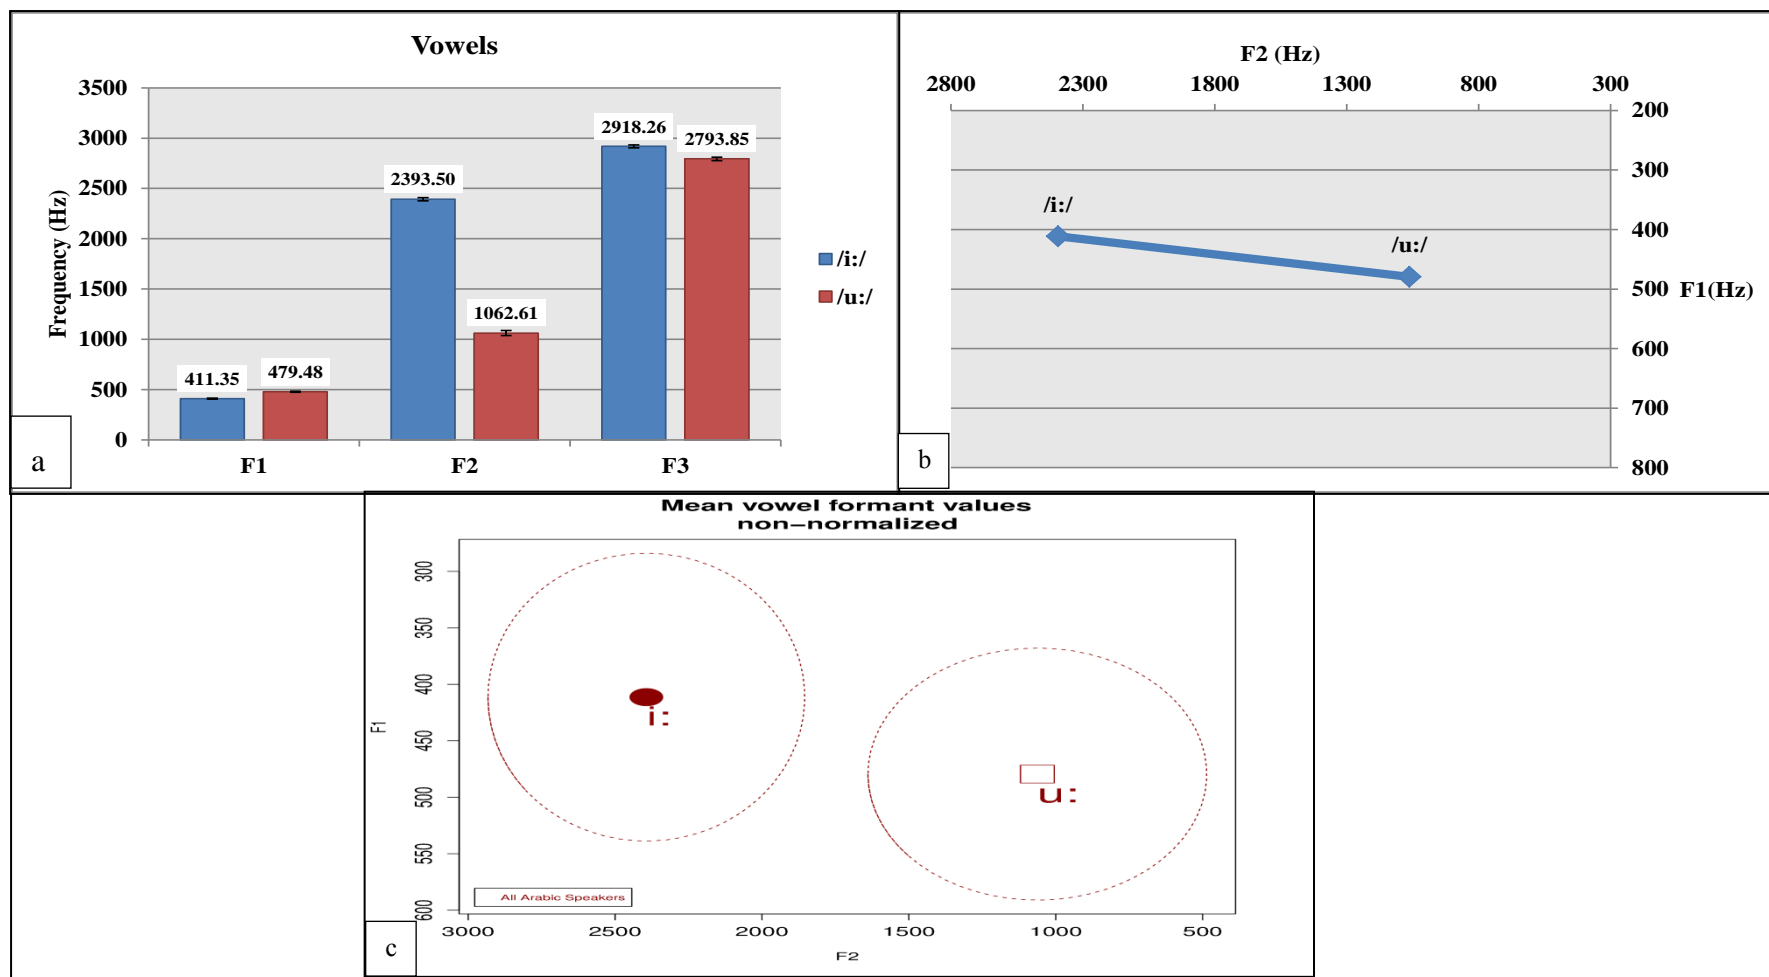 Vowels
3500
3000
2500
2000
1500
1000
500
0
Frequency (Hz)
411.35
479.48
2393.50
1062.61
2918.26
2793.85
F1
F2
F3
/i:/
/u:/
a
F2 (Hz)
2800 2300 1800 1300 800 300
200
300
400
500
600
700
800
F1(Hz)
/i:/
/u:/
b
Mean vowel formant values
non−normalized
300
350
400
450
500
550
600
F1
i:
u:
All Arabic Speakers
3000 2500 2000 1500 1000 500
F2
c